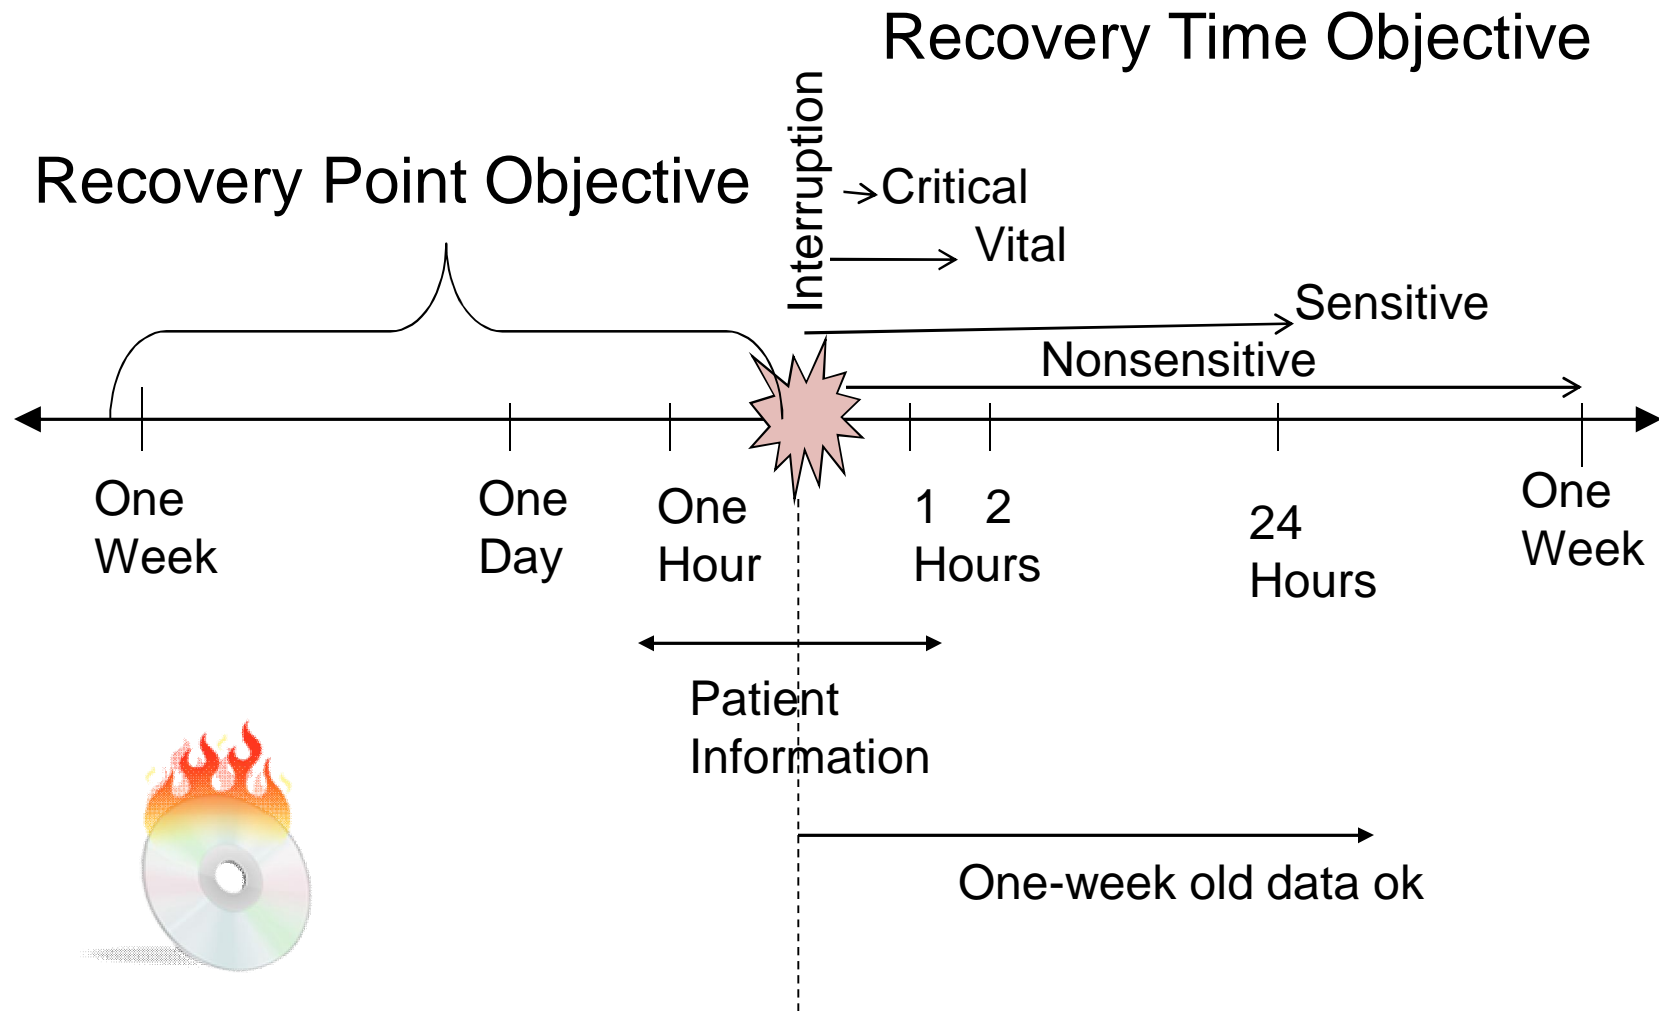 Recovery Time Objective
Recovery Point Objective
Interruption
Critical
Vital
Sensitive
Nonsensitive
One
Week
One
Day
One
Hour
1 2
Hours
24
Hours
One
Week
Patient
Information
One-week old data ok